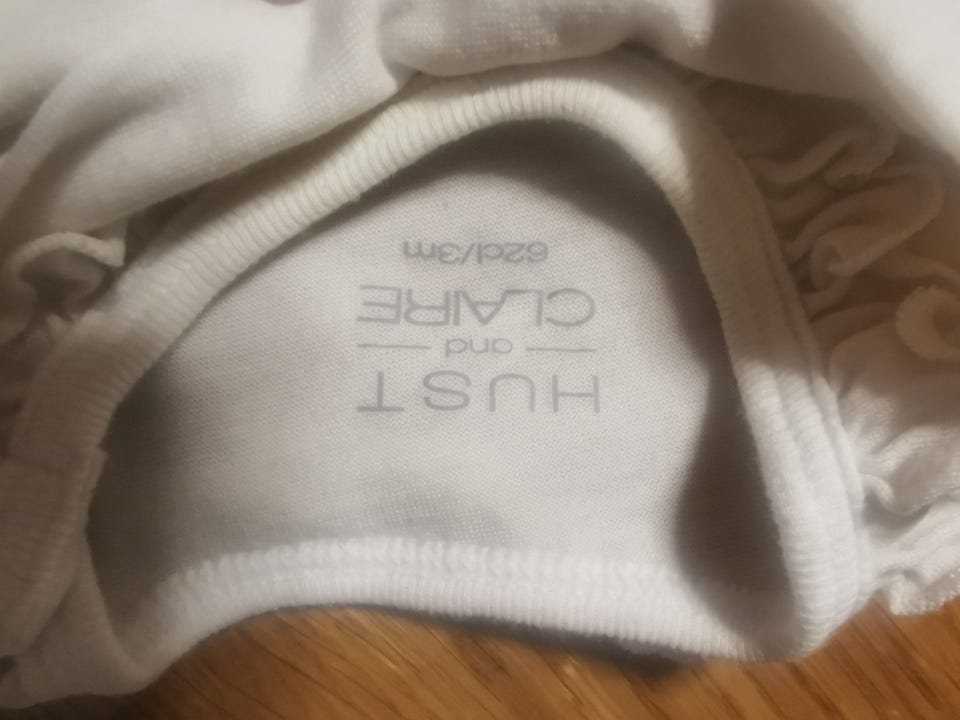 HUST
and
CLAIRE
62cl/3m